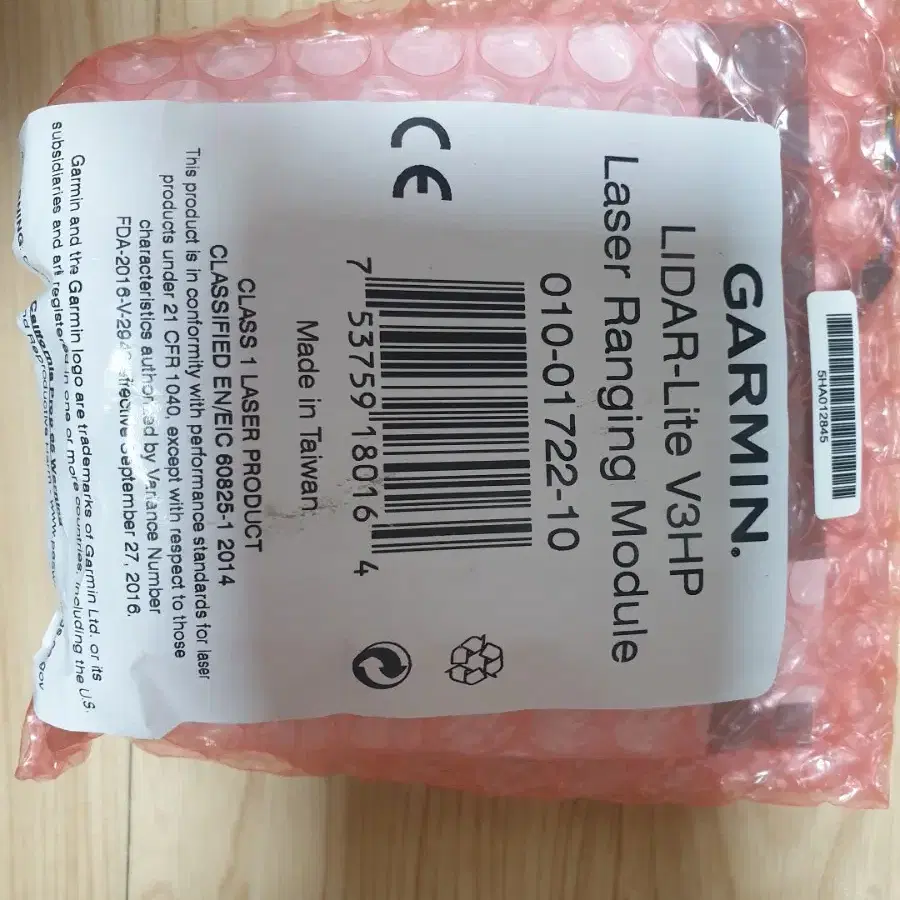 5HA012845
GARMIN.
LIDAR-Lite V3HP
Laser Ranging Module
010-01722-10
7 53759 18016 4
CE
Made in Taiwan
CLASS 1 LASER PRODUCT
CLASSIFIED EN/EIC 60825-1 2014
This product is in conformity with performance standards for laser
products under 21 CFR 1040, except with respect to those
characteristics authorized by Variance Number
FDA-2016-V-294 effective September 27, 2016.
Garmin and the Garmin logo are trademarks of Garmin Ltd. or its
subsidiaries and are registered in one or more countries, including the U.S.
California Prop